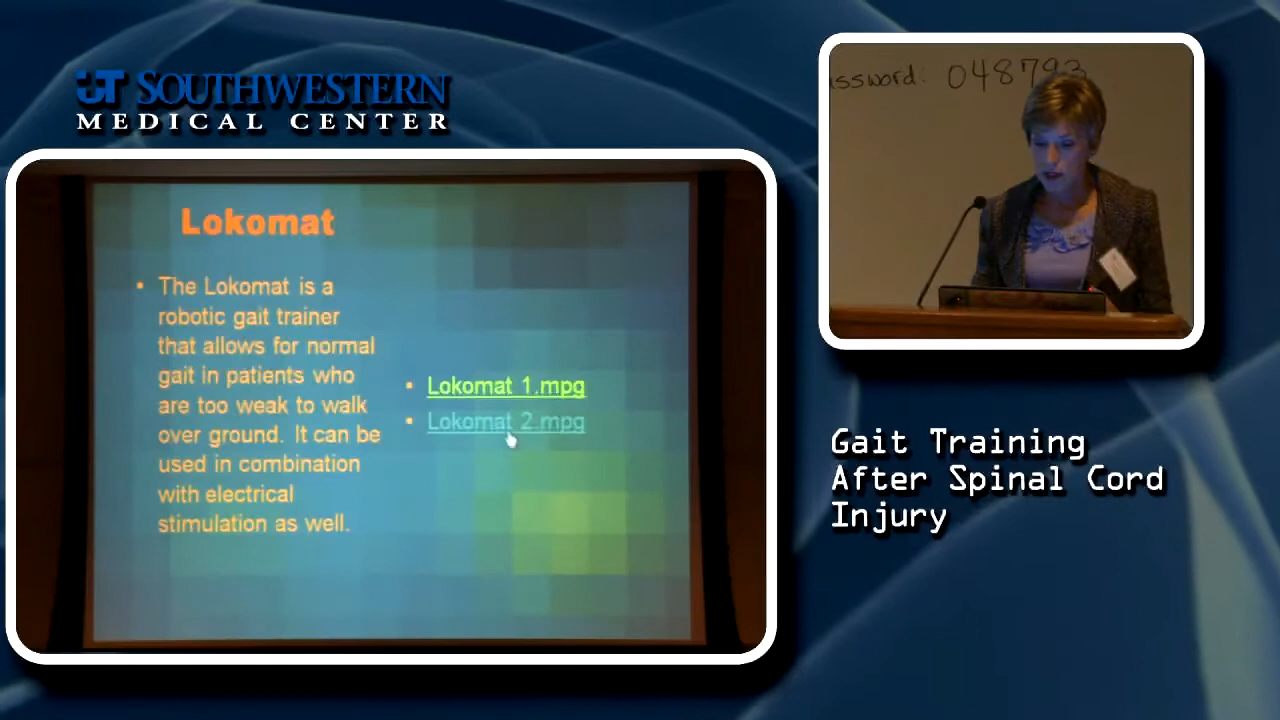 UT SOUTHWESTERN
MEDICAL CENTER
Lokomat
• The Lokomat is a
robotic gait trainer
that allows for normal
gait in patients who
are too weak to walk
over ground. It can be
used in combination
with electrical
stimulation as well.
• Lokomat 1.mpg
• Lokomat 2.mpg
assword: 048793
Gait Training
After Spinal Cord
Injury